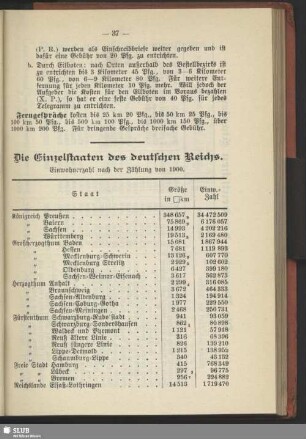 — 37 —
(P. R.) werden als Einschreibbriefe weiter gegeben und ist
dafür eine Gebühr von 20 Pfg. zu entrichten.
b. Durch Eilboten: nach Orten außerhalb des Bestellbezirks ist
zu entrichten bis 3 Kilometer 45 Pfg., von 3—6 Kilometer
60 Pfg., von 6—9 Kilometer 80 Pfg. Für weitere Ent-
fernung für jeden Kilometer 10 Pfg. mehr. Will jedoch der
Aufgeber die Kosten für den Eilboten im Voraus bezahlen
(X. P.), so hat er eine feste Gebühr von 40 Pfg. für jedes
Telegramm zu entrichten.
Ferngespräche kosten bis 25 km 20 Pfg., bis 50 km 25 Pfg., bis
100 km 50 Pfg., bis 500 km 100 Pfg., bis 1000 km 150 Pfg., über
1000 km 200 Pfg. Für dringende Gespräche dreifache Gebühr.
Die Einzelstaaten des deutschen Reichs.
Einwohnerzahl nach der Zählung von 1900.
Staat Größe in □km Einw.-Zahl
Königreich Preußen 348 657 34 472 509
„ Baiern 75 869 6 176 057
„ Sachsen 14 993 4 202 216
„ Württemberg 19 513 2 169 480
Großherzogthum Baden 15 081 1 867 944
„ Hessen 7 681 1 119 893
„ Mecklenburg-Schwerin 13 126 607 770
„ Mecklenburg Strelitz 2 929 102 602
„ Oldenburg 6 427 399 180
„ Sachsen-Weimar-Eisenach 3 617 362 873
Herzogthum Anhalt 2 299 316 085
„ Braunschweig 3 672 464 333
„ Sachsen-Altenburg 1 324 194 914
„ Sachsen-Coburg-Gotha 1 977 229 550
„ Sachsen-Meiningen 2 468 250 731
Fürstenthum Schwarzburg-Rudolstadt 941 93 059
„ Schwarzburg-Sondershausen 862 80 898
„ Waldeck und Pyrmont 1 121 57 918
„ Reuß ältere Linie 316 68 396
„ Reuß jüngere Linie 826 139 210
„ Lippe-Detmold 1 215 138 952
„ Schaumburg-Lippe 340 43 132
Freie Stadt Hamburg 415 768 349
„ Lübeck 297 96 775
„ Bremen 256 224 882
Reichslande Elsaß-Lothringen 14 513 1 719 470
SLUB